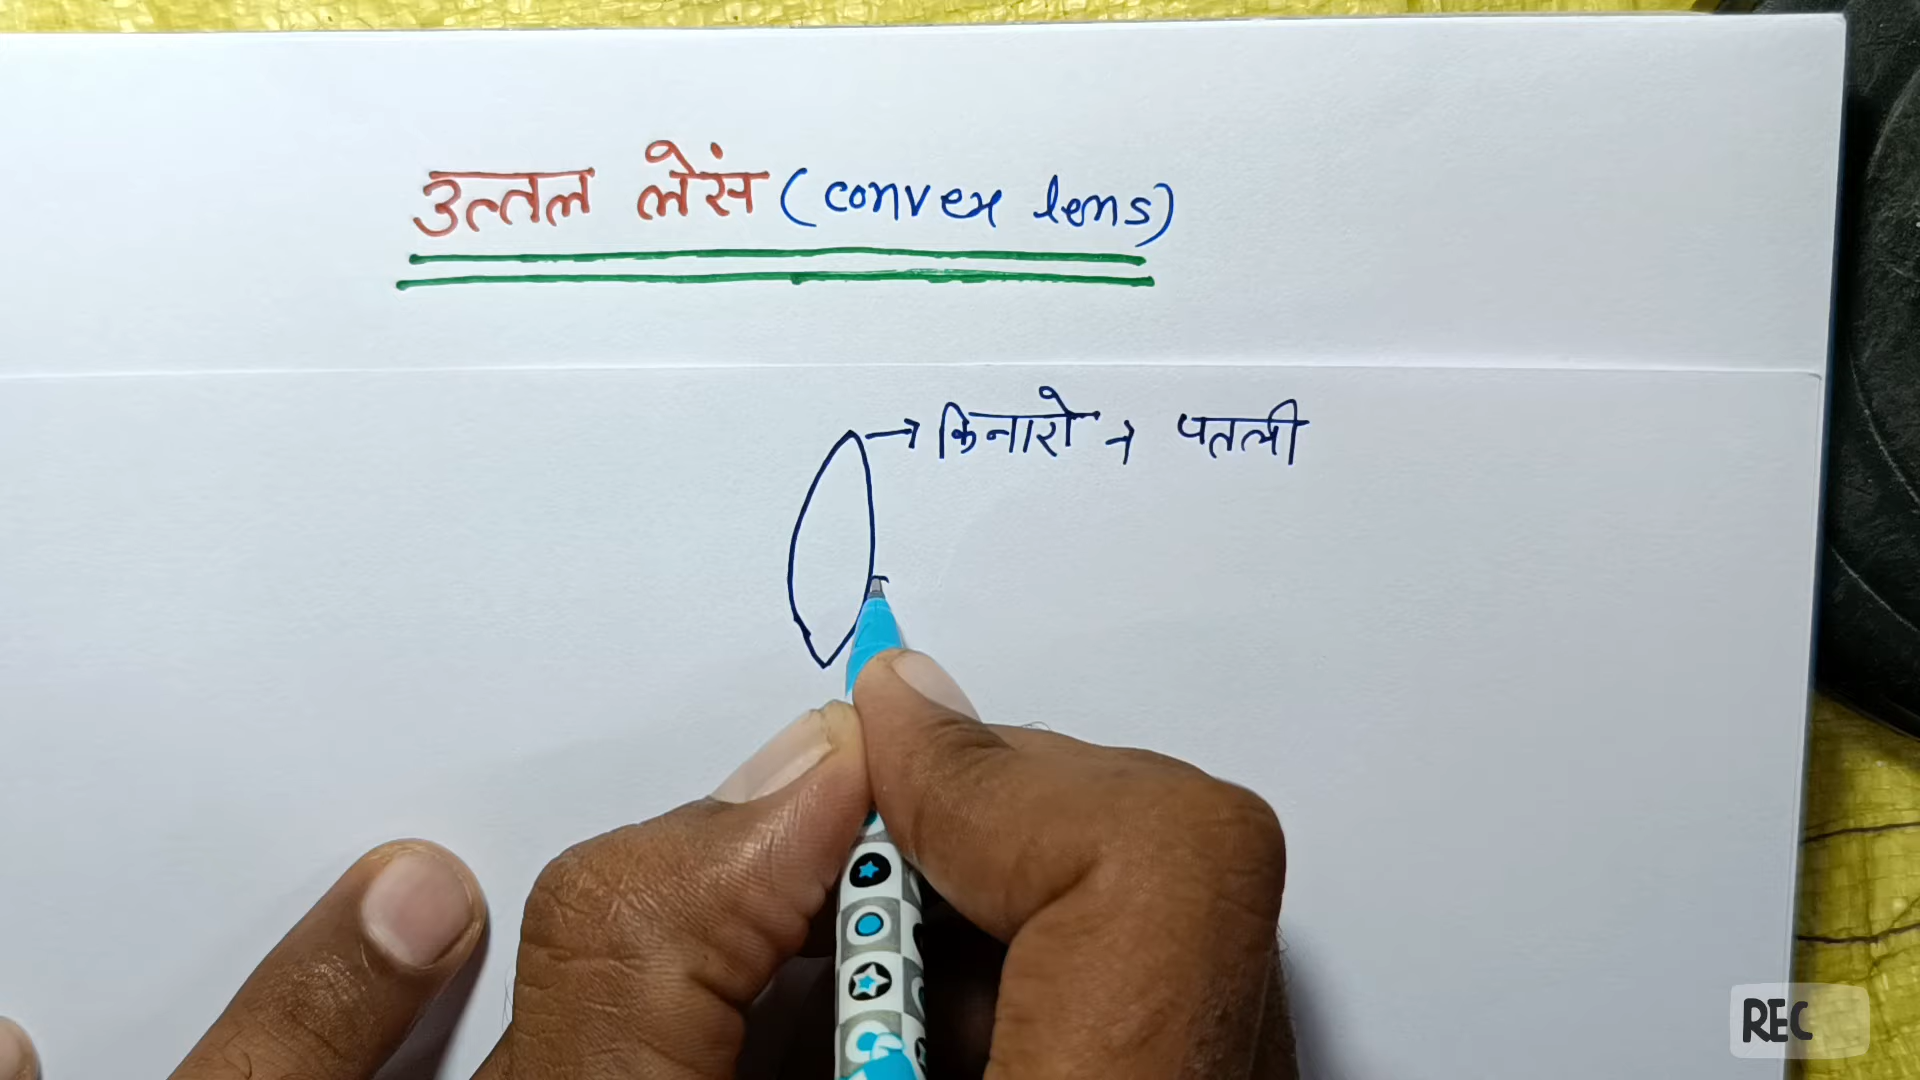 उत्तल लेंस (convex lens)
→ किनारो → पतली
REC